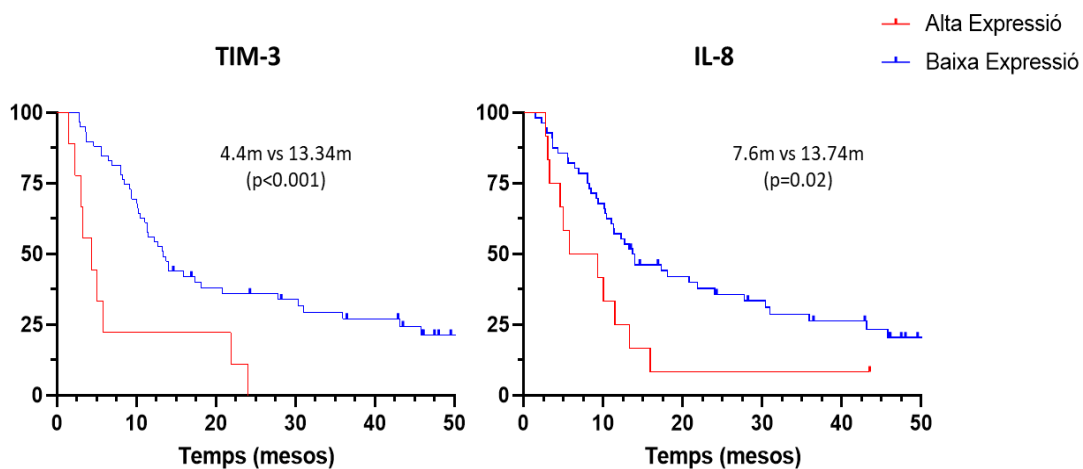 Alta Expressió
Baixa Expressió
TIM-3
100
75
50
25
0
4.4m vs 13.34m
(p<0.001)
0 10 20 30 40 50
Temps (mesos)
IL-8
100
75
50
25
0
7.6m vs 13.74m
(p=0.02)
0 10 20 30 40 50
Temps (mesos)